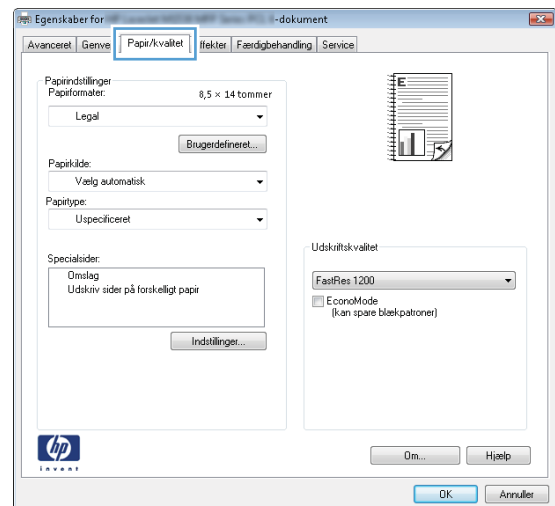 Egenskaber for -dokument
Avanceret Genve Papir/kvalitet ffekter Færdigbehandling Service
Papirindstillinger
Papirformater: 8,5 × 14 tommer
Legal
Brugerdefineret...
Papirkilde:
Vælg automatisk
Papirtype:
Uspecificeret
Specialsider:
Omslag
Udskriv sider på forskelligt papir
Indstillinger...
E
Udskriftskvalitet
FastRes 1200
EconoMode
(kan spare blækpatroner)
hp
invent
Om... Hjælp
OK Annuller